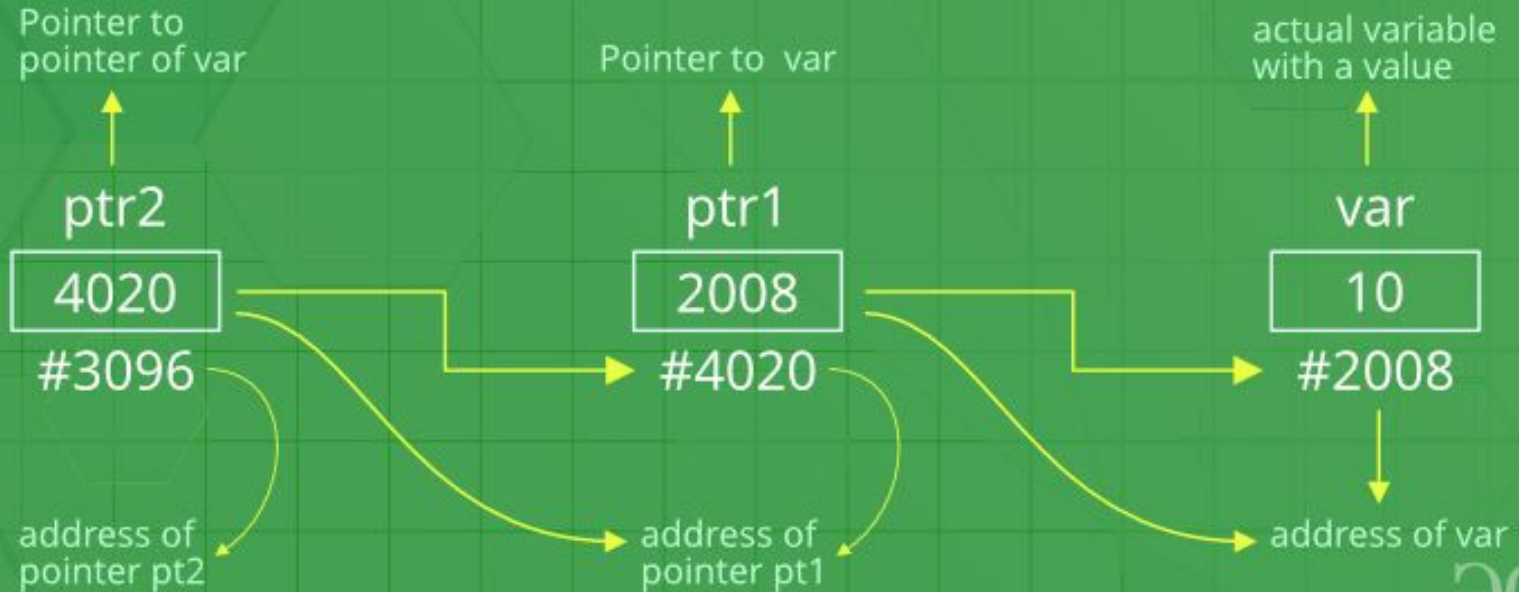 Pointer to
pointer of var
Pointer to var
actual variable
with a value
ptr2
ptr1
var
4020
2008
10
#3096
#4020
#2008
address of
pointer pt2
address of
pointer pt1
address of var